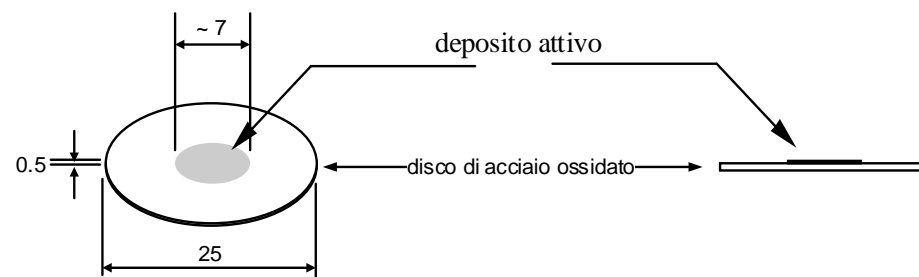 ~ 7
deposito attivo
0.5
disco di acciaio ossidato
25